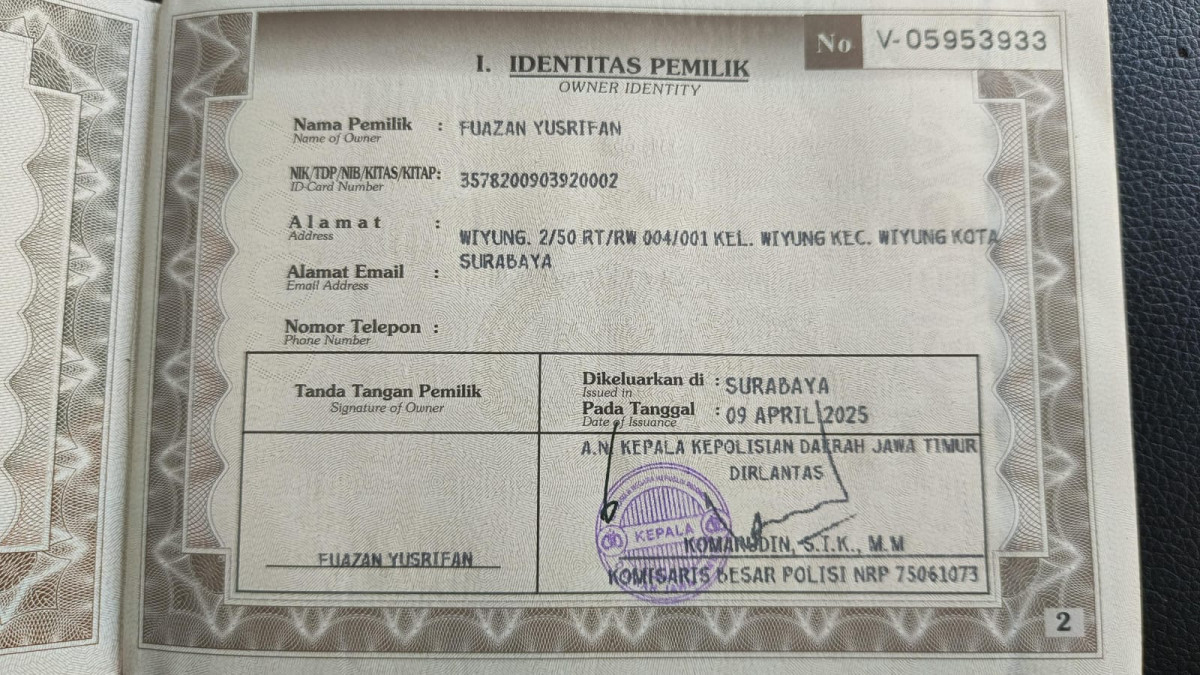 No V-05953933
I. IDENTITAS PEMILIK
OWNER IDENTITY
Nama Pemilik : FUAZAN YUSRIFAN
Name of Owner
NIK/TDP/NIB/KITAS/KITAP: 3578200903920002
ID-Card Number
Alamat :
Address
WIYUNG. 2/50 RT/RW 004/001 KEL. WIYUNG KEC. WIYUNG KOTA
SURABAYA
Alamat Email :
Email Address
Nomor Telepon :
Phone Number
Tanda Tangan Pemilik
Signature of Owner
FUAZAN YUSRIFAN
Dikeluarkan di : SURABAYA
Issued in
Pada Tanggal : 09 APRIL 2025
Date of Issuance
A.N. KEPALA KEPOLISIAN DAERAH JAWA TIMUR
DIRLANTAS
KEPALA
KOMARUDIN, S.I.K., M.M
KOMISARIS BESAR POLISI NRP 75061073
2